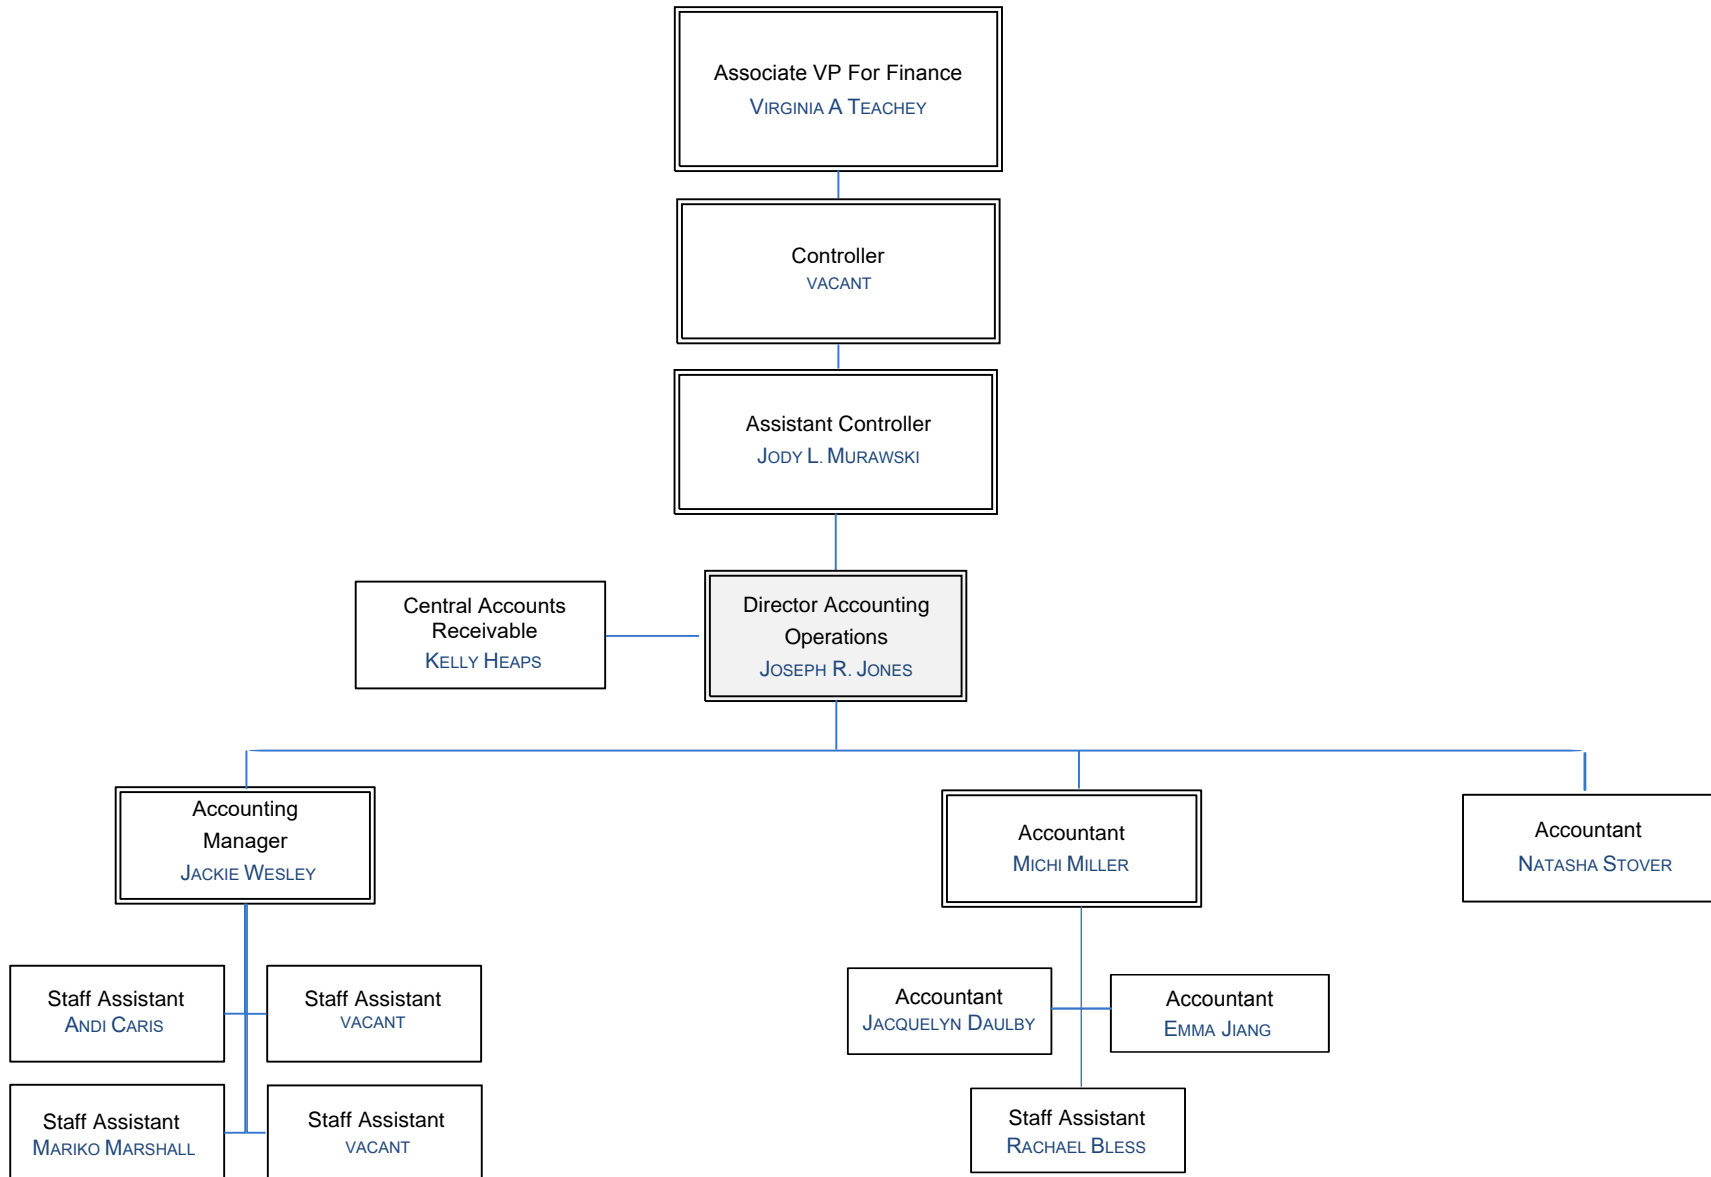 Associate VP For Finance
VIRGINIA A TEACHEY
Controller
VACANT
Assistant Controller
JODY L. MURAWSKI
Central Accounts
Receivable
KELLY HEAPS
Director Accounting
Operations
JOSEPH R. JONES
Accounting
Manager
JACKIE WESLEY
Accountant
MICHI MILLER
Accountant
NATASHA STOVER
Staff Assistant
ANDI CARIS
Staff Assistant
VACANT
Accountant
JACQUELYN DAULBY
Accountant
EMMA JIANG
Staff Assistant
MARIKO MARSHALL
Staff Assistant
VACANT
Staff Assistant
RACHAEL BLESS